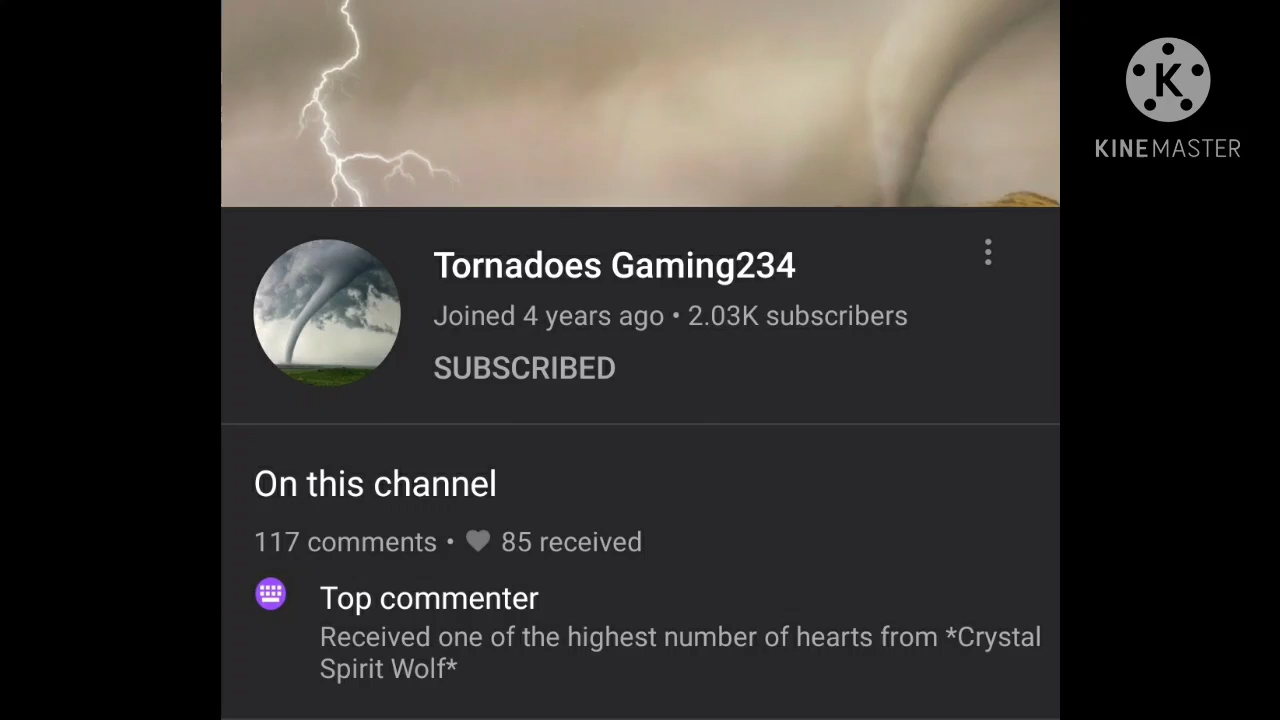 K
KINEMASTER
Tornadoes Gaming234
Joined 4 years ago • 2.03K subscribers
SUBSCRIBED
On this channel
117 comments • 85 received
Top commenter
Received one of the highest number of hearts from *Crystal
Spirit Wolf*